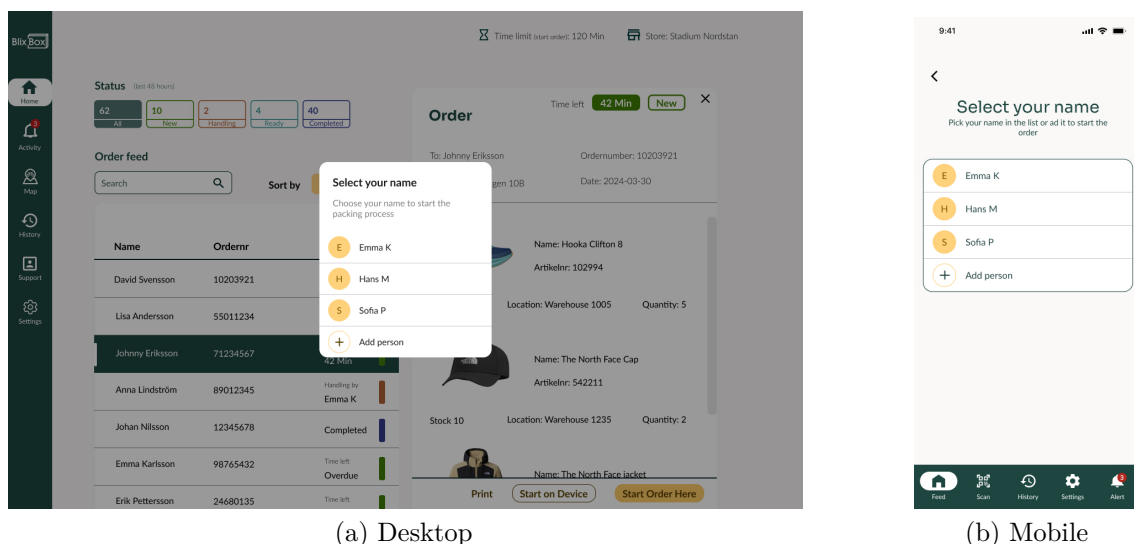 Blix Box
Time limit (start order): 120 Min
Store: Stadium Nordstan
Home
3
Activity
Map
History
Support
Settings
Status (last 48 hours)
62
All
10
New
2
Handling
4
Ready
40
Completed
Order feed
Search
Sort by
Name Ordernr
David Svensson 10203921
Lisa Andersson 55011234
Johnny Eriksson 71234567
42 Min
Anna Lindström 89012345
Handling by
Emma K
Johan Nilsson 12345678 Completed
Emma Karlsson 98765432
Time left
Overdue
Erik Pettersson 24680135 Time left
Select your name
Choose your name to start the
packing process
E Emma K
H Hans M
S Sofia P
+ Add person
Order
Time left 42 Min New
To: Johnny Eriksson Ordernumber: 10203921
gen 10B Date: 2024-03-30
Name: Hooka Clifton 8
Artikelnr: 102994
Location: Warehouse 1005 Quantity: 5
Name: The North Face Cap
Artikelnr: 542211
Stock 10 Location: Warehouse 1235 Quantity: 2
Name: The North Face jacket
Print Start on Device Start Order Here
(a) Desktop
9:41
Select your name
Pick your name in the list or ad it to start the
order
E Emma K
H Hans M
S Sofia P
+ Add person
3
Feed Scan History Settings Alert
(b) Mobile